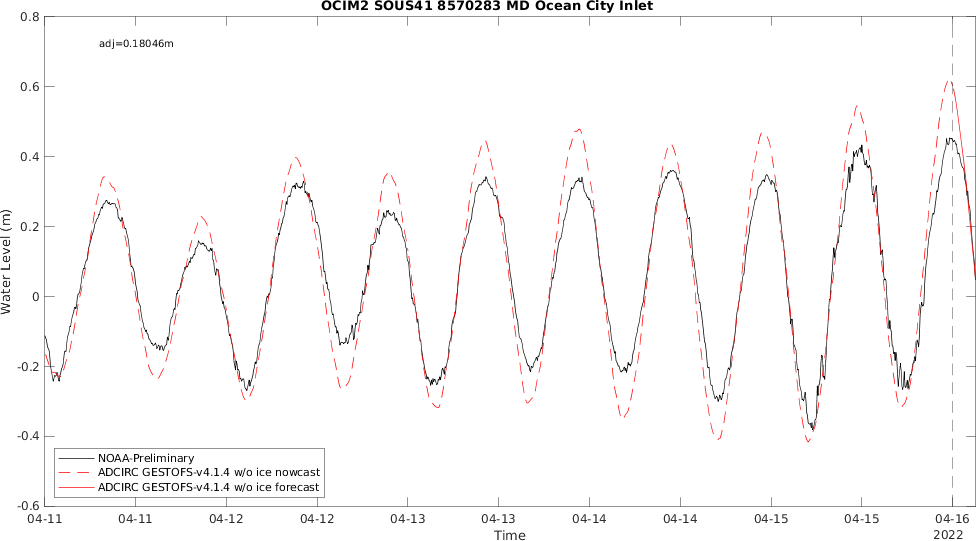 OCIM2 SOUS41 8570283 MD Ocean City Inlet
0.8
adj=0.18046m
0.6
0.4
0.2
0
-0.2
-0.4
-0.6
Water Level (m)
NOAA-Preliminary
ADCIRC GESTOFS-v4.1.4 w/o ice nowcast
ADCIRC GESTOFS-v4.1.4 w/o ice forecast
04-11 04-11 04-12 04-12 04-13 04-13 04-14 04-14 04-15 04-15 04-16
Time
2022